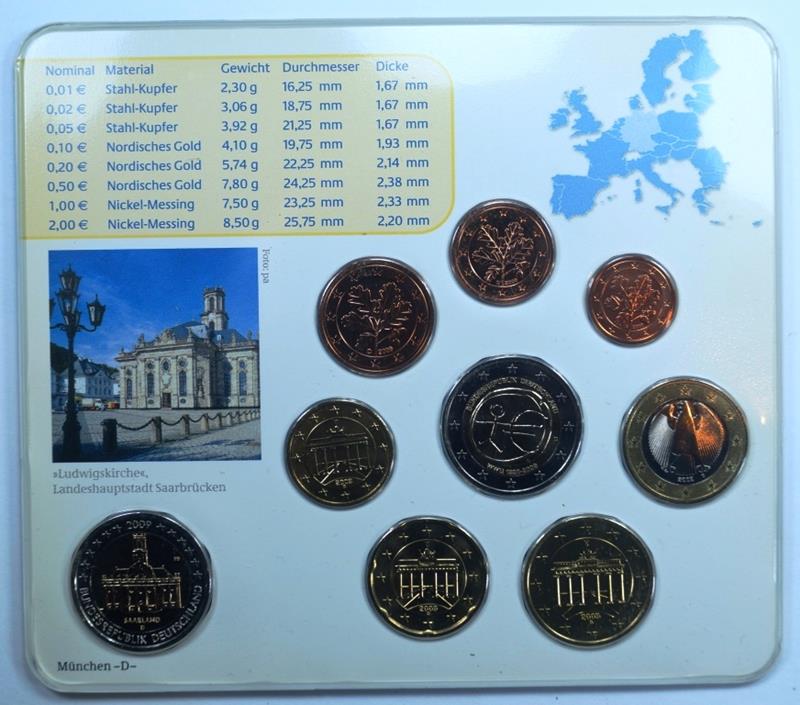 Nominal Material Gewicht Durchmesser Dicke
0,01 € Stahl-Kupfer 2,30 g 16,25 mm 1,67 mm
0,02 € Stahl-Kupfer 3,06 g 18,75 mm 1,67 mm
0,05 € Stahl-Kupfer 3,92 g 21,25 mm 1,67 mm
0,10 € Nordisches Gold 4,10 g 19,75 mm 1,93 mm
0,20 € Nordisches Gold 5,74 g 22,25 mm 2,14 mm
0,50 € Nordisches Gold 7,80 g 24,25 mm 2,38 mm
1,00 € Nickel-Messing 7,50 g 23,25 mm 2,33 mm
2,00 € Nickel-Messing 8,50 g 25,75 mm 2,20 mm
Foto: pa
BUNDESREPUBLIK DEUTSCHLAND
WWU 1999-2009
»Ludwigskirche«,
Landeshauptstadt Saarbrücken
2009
SAARLAND
D
BUNDESREPUBLIK DEUTSCHLAND
München –D–